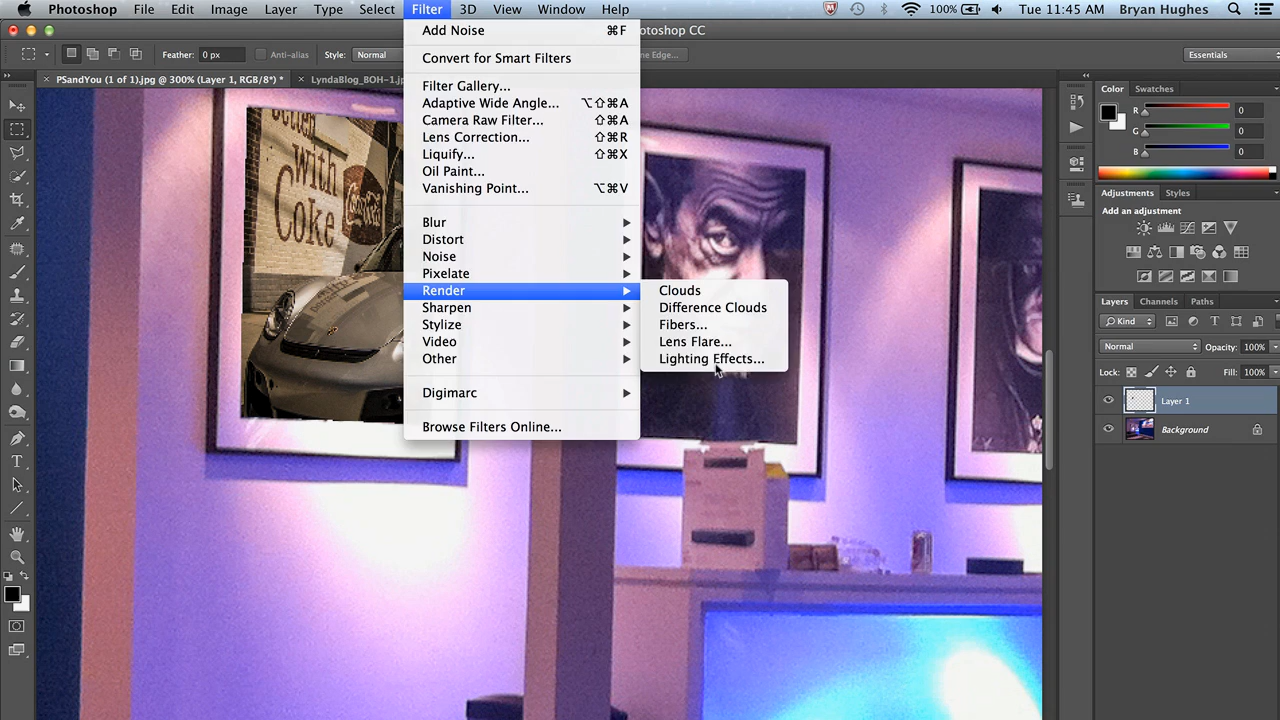 Photoshop File Edit Image Layer Type Select Filter 3D View Window Help 100% Tue 11:45 AM Bryan Hughes
Add Noise ⌘F
otoshop CC
Feather: 0 px Anti-alias Style: Normal
ne Edge...
Essentials
Convert for Smart Filters
× PSandYou (1 of 1).jpg @ 300% (Layer 1, RGB/8*) *
× LyndaBlog_BOH-1.jp
Filter Gallery...
Adaptive Wide Angle... ⌥⇧⌘A
Camera Raw Filter... ⇧⌘A
Lens Correction... ⇧⌘R
Liquify... ⇧⌘X
Oil Paint...
Vanishing Point... ⌥⌘V
Blur
Distort
Noise
Pixelate
Render
Sharpen
Stylize
Video
Other
Digimarc
Browse Filters Online...
Clouds
Difference Clouds
Fibers...
Lens Flare...
Lighting Effects...
better
with
Coke
Coca-Cola
Color Swatches
R 0
G 0
B 0
Adjustments Styles
Add an adjustment
Layers Channels Paths
Kind
Normal Opacity: 100%
Lock: Fill: 100%
Layer 1
Background